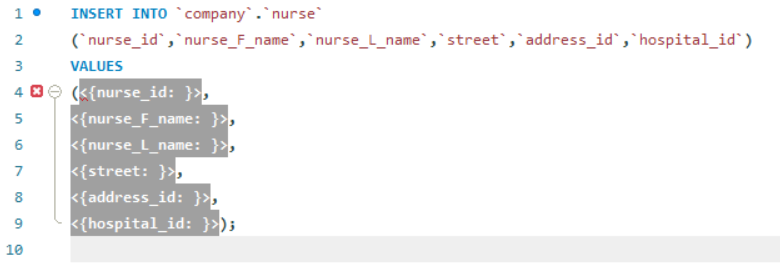 1 INSERT INTO `company`.`nurse`
2 (`nurse_id`,`nurse_F_name`,`nurse_L_name`,`street`,`address_id`,`hospital_id`)
3 VALUES
4 (<{nurse_id: }>,
5 <{nurse_F_name: }>,
6 <{nurse_L_name: }>,
7 <{street: }>,
8 <{address_id: }>,
9 <{hospital_id: }>);
10